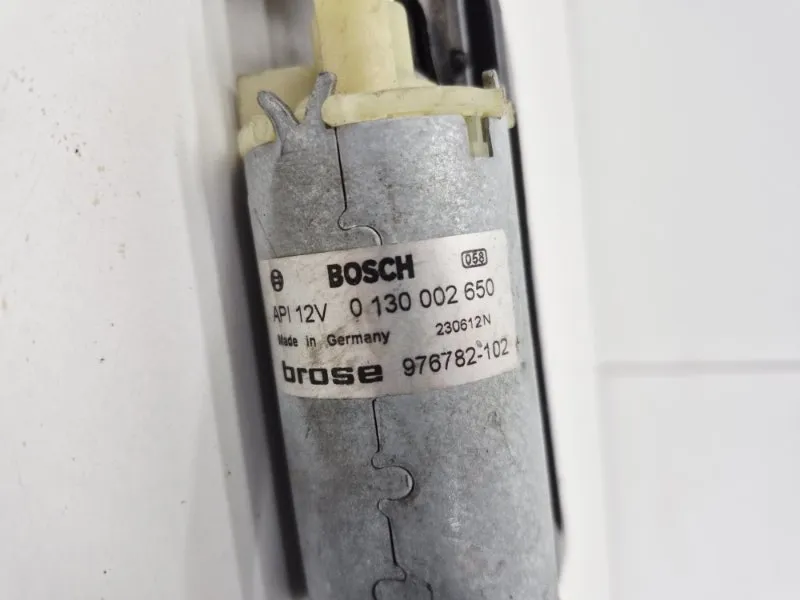 BOSCH 058
API 12V 0 130 002 650
Made in Germany 230612N
brose 976782-102